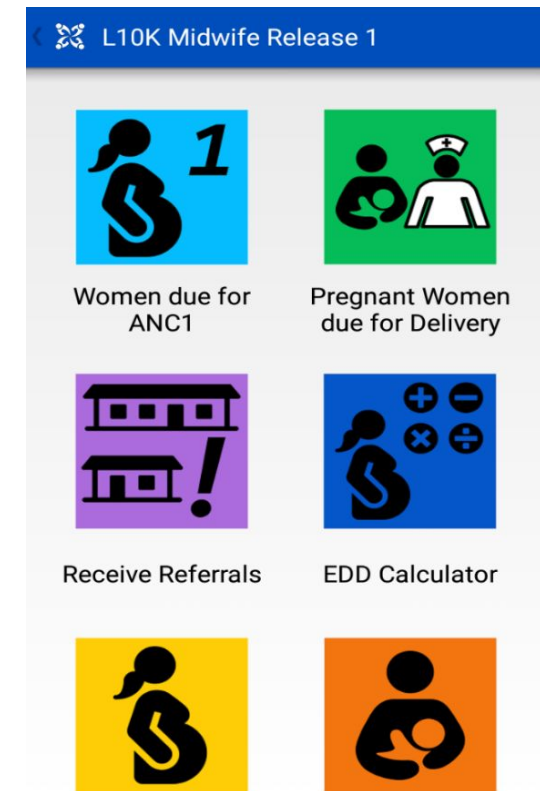 L10K Midwife Release 1
1
Women due for
ANC1
Pregnant Women
due for Delivery
!
Receive Referrals
EDD Calculator